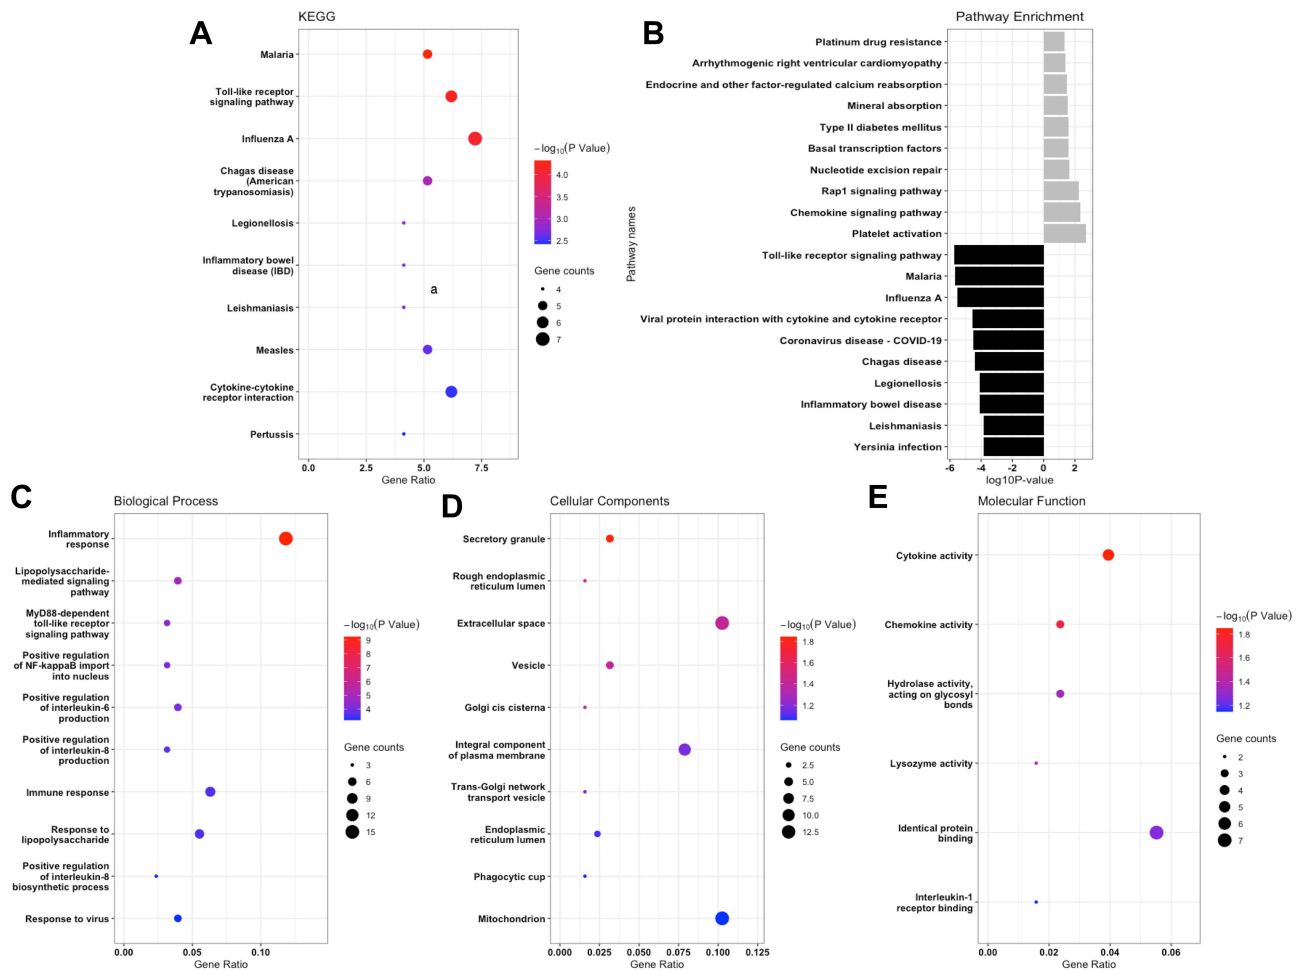 A
KEGG
Malaria
Toll-like receptor
signaling pathway
Influenza A
Chagas disease
(American
trypanosomiasis)
Legionellosis
Inflammatory bowel
disease (IBD)
a
Leishmaniasis
Measles
Cytokine-cytokine
receptor interaction
Pertussis
0.0 2.5 5.0 7.5
Gene Ratio
−log10(P Value)
4.0
3.5
3.0
2.5
Gene counts
4
5
6
7
B
Pathway Enrichment
Pathway names
Platinum drug resistance
Arrhythmogenic right ventricular cardiomyopathy
Endocrine and other factor-regulated calcium reabsorption
Mineral absorption
Type II diabetes mellitus
Basal transcription factors
Nucleotide excision repair
Rap1 signaling pathway
Chemokine signaling pathway
Platelet activation
Toll-like receptor signaling pathway
Malaria
Influenza A
Viral protein interaction with cytokine and cytokine receptor
Coronavirus disease - COVID-19
Chagas disease
Legionellosis
Inflammatory bowel disease
Leishmaniasis
Yersinia infection
-6 -4 -2 0 2
log10P-value
C
Biological Process
Inflammatory
response
Lipopolysaccharide-
mediated signaling
pathway
MyD88-dependent
toll-like receptor
signaling pathway
Positive regulation
of NF-kappaB import
into nucleus
Positive regulation
of interleukin-6
production
Positive regulation
of interleukin-8
production
Immune response
Response to
lipopolysaccharide
Positive regulation
of interleukin-8
biosynthetic process
Response to virus
0.00 0.05 0.10
Gene Ratio
−log10(P Value)
9
8
7
6
5
4
Gene counts
3
6
9
12
15
D
Cellular Components
Secretory granule
Rough endoplasmic
reticulum lumen
Extracellular space
Vesicle
Golgi cis cisterna
Integral component
of plasma membrane
Trans-Golgi network
transport vesicle
Endoplasmic
reticulum lumen
Phagocytic cup
Mitochondrion
0.000 0.025 0.050 0.075 0.100 0.125
Gene Ratio
−log10(P Value)
1.8
1.6
1.4
1.2
Gene counts
2.5
5.0
7.5
10.0
12.5
E
Molecular Function
Cytokine activity
Chemokine activity
Hydrolase activity,
acting on glycosyl
bonds
Lysozyme activity
Identical protein
binding
Interleukin-1
receptor binding
0.00 0.02 0.04 0.06
Gene Ratio
−log10(P Value)
1.8
1.6
1.4
1.2
Gene counts
2
3
4
5
6
7